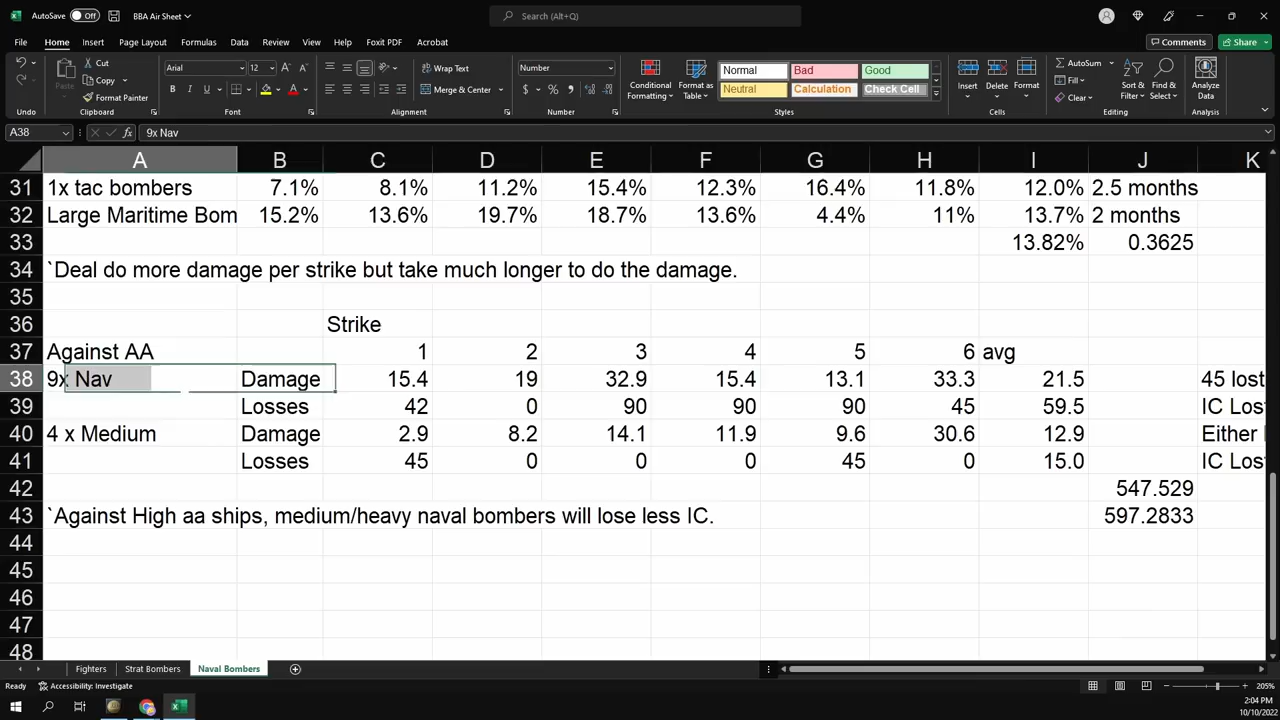 AutoSave Off BBA Air Sheet Search (Alt+Q)
File Home Insert Page Layout Formulas Data Review View Help Foxit PDF Acrobat Comments Share
Cut Copy Format Painter Paste
Arial 12 Wrap Text Merge & Center Number
Conditional Formatting Format as Table
Normal Bad Good
Neutral Calculation Check Cell
Insert Delete Format
AutoSum Fill Clear
Sort & Filter Find & Select Analyze Data
Undo Clipboard Font Alignment Number Styles Cells Editing Analysis
A38 fx 9x Nav
A B C D E F G H I J K
31 1x tac bombers 7.1% 8.1% 11.2% 15.4% 12.3% 16.4% 11.8% 12.0% 2.5 months
32 Large Maritime Bom 15.2% 13.6% 19.7% 18.7% 13.6% 4.4% 11% 13.7% 2 months
33 13.82% 0.3625
34 `Deal do more damage per strike but take much longer to do the damage.
35
36 Strike
37 Against AA 1 2 3 4 5 6 avg
38 9x Nav Damage 15.4 19 32.9 15.4 13.1 33.3 21.5 45 lost
39 Losses 42 0 90 90 90 45 59.5 IC Los
40 4 x Medium Damage 2.9 8.2 14.1 11.9 9.6 30.6 12.9 Either
41 Losses 45 0 0 0 45 0 15.0 IC Los
42 547.529
43 `Against High aa ships, medium/heavy naval bombers will lose less IC. 597.2833
44
45
46
47
48
Fighters Strat Bombers Naval Bombers
Ready Accessibility: Investigate 205%
2:04 PM
10/10/2022